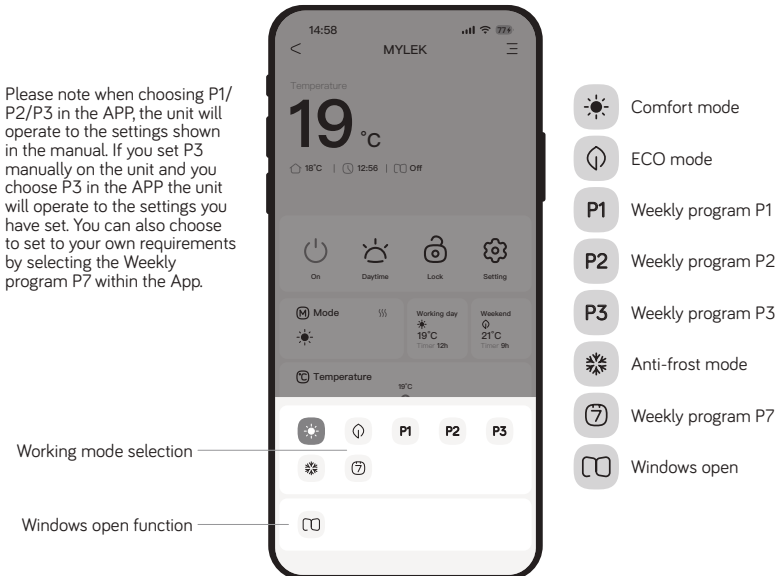 Please note when choosing P1/
P2/P3 in the APP, the unit will
operate to the settings shown
in the manual. If you set P3
manually on the unit and you
choose P3 in the APP the unit
will operate to the settings you
have set. You can also choose
to set to your own requirements
by selecting the Weekly
program P7 within the App.
Working mode selection
Windows open function
14:58
77
MYLEK
Temperature
19 °C
18°C | 12:56 | Off
On Daytime Lock Setting
M Mode
Working day
19°C
Timer 12h
Weekend
21°C
Timer 9h
°C Temperature
19°C
P1 P2 P3
7
Comfort mode
ECO mode
P1 Weekly program P1
P2 Weekly program P2
P3 Weekly program P3
Anti-frost mode
7 Weekly program P7
Windows open